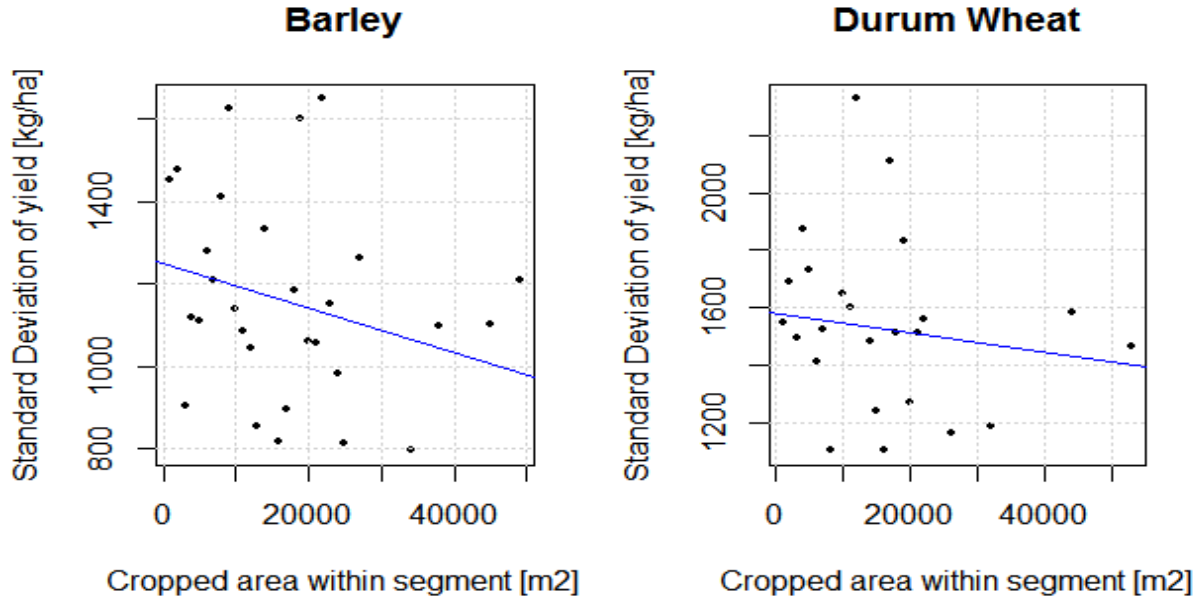 Barley
Standard Deviation of yield [kg/ha]
1400
1000
800
0 20000 40000
Cropped area within segment [m2]
Durum Wheat
Standard Deviation of yield [kg/ha]
2000
1600
1200
0 20000 40000
Cropped area within segment [m2]